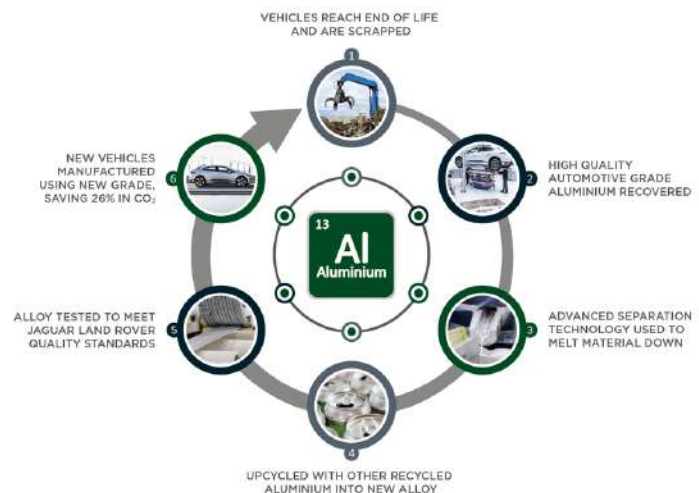 VEHICLES REACH END OF LIFE
AND ARE SCRAPPED
1
HIGH QUALITY
AUTOMOTIVE GRADE
ALUMINIUM RECOVERED
2
ADVANCED SEPARATION
TECHNOLOGY USED TO
MELT MATERIAL DOWN
3
4
UPCYCLED WITH OTHER RECYCLED
ALUMINIUM INTO NEW ALLOY
ALLOY TESTED TO MEET
JAGUAR LAND ROVER
QUALITY STANDARDS
5
NEW VEHICLES
MANUFACTURED
USING NEW GRADE,
SAVING 26% IN CO₂
6
13
Al
Aluminium